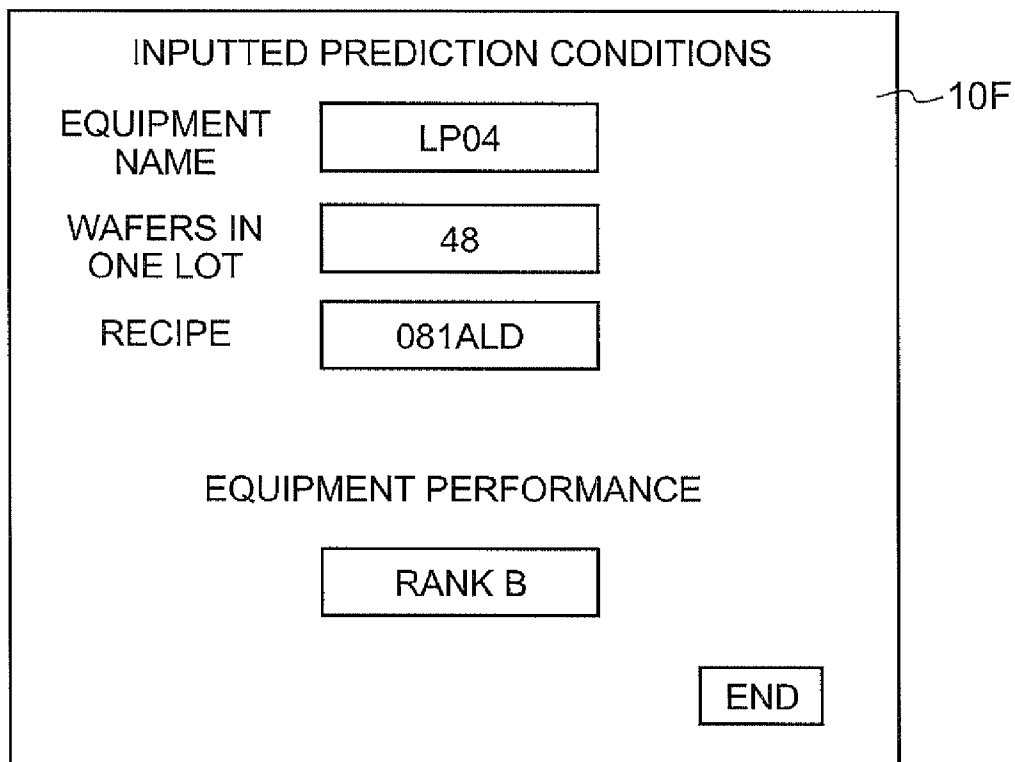 INPUTTED PREDICTION CONDITIONS
10F
EQUIPMENT
NAME
LP04
WAFERS IN
ONE LOT
48
RECIPE
081ALD
EQUIPMENT PERFORMANCE
RANK B
END